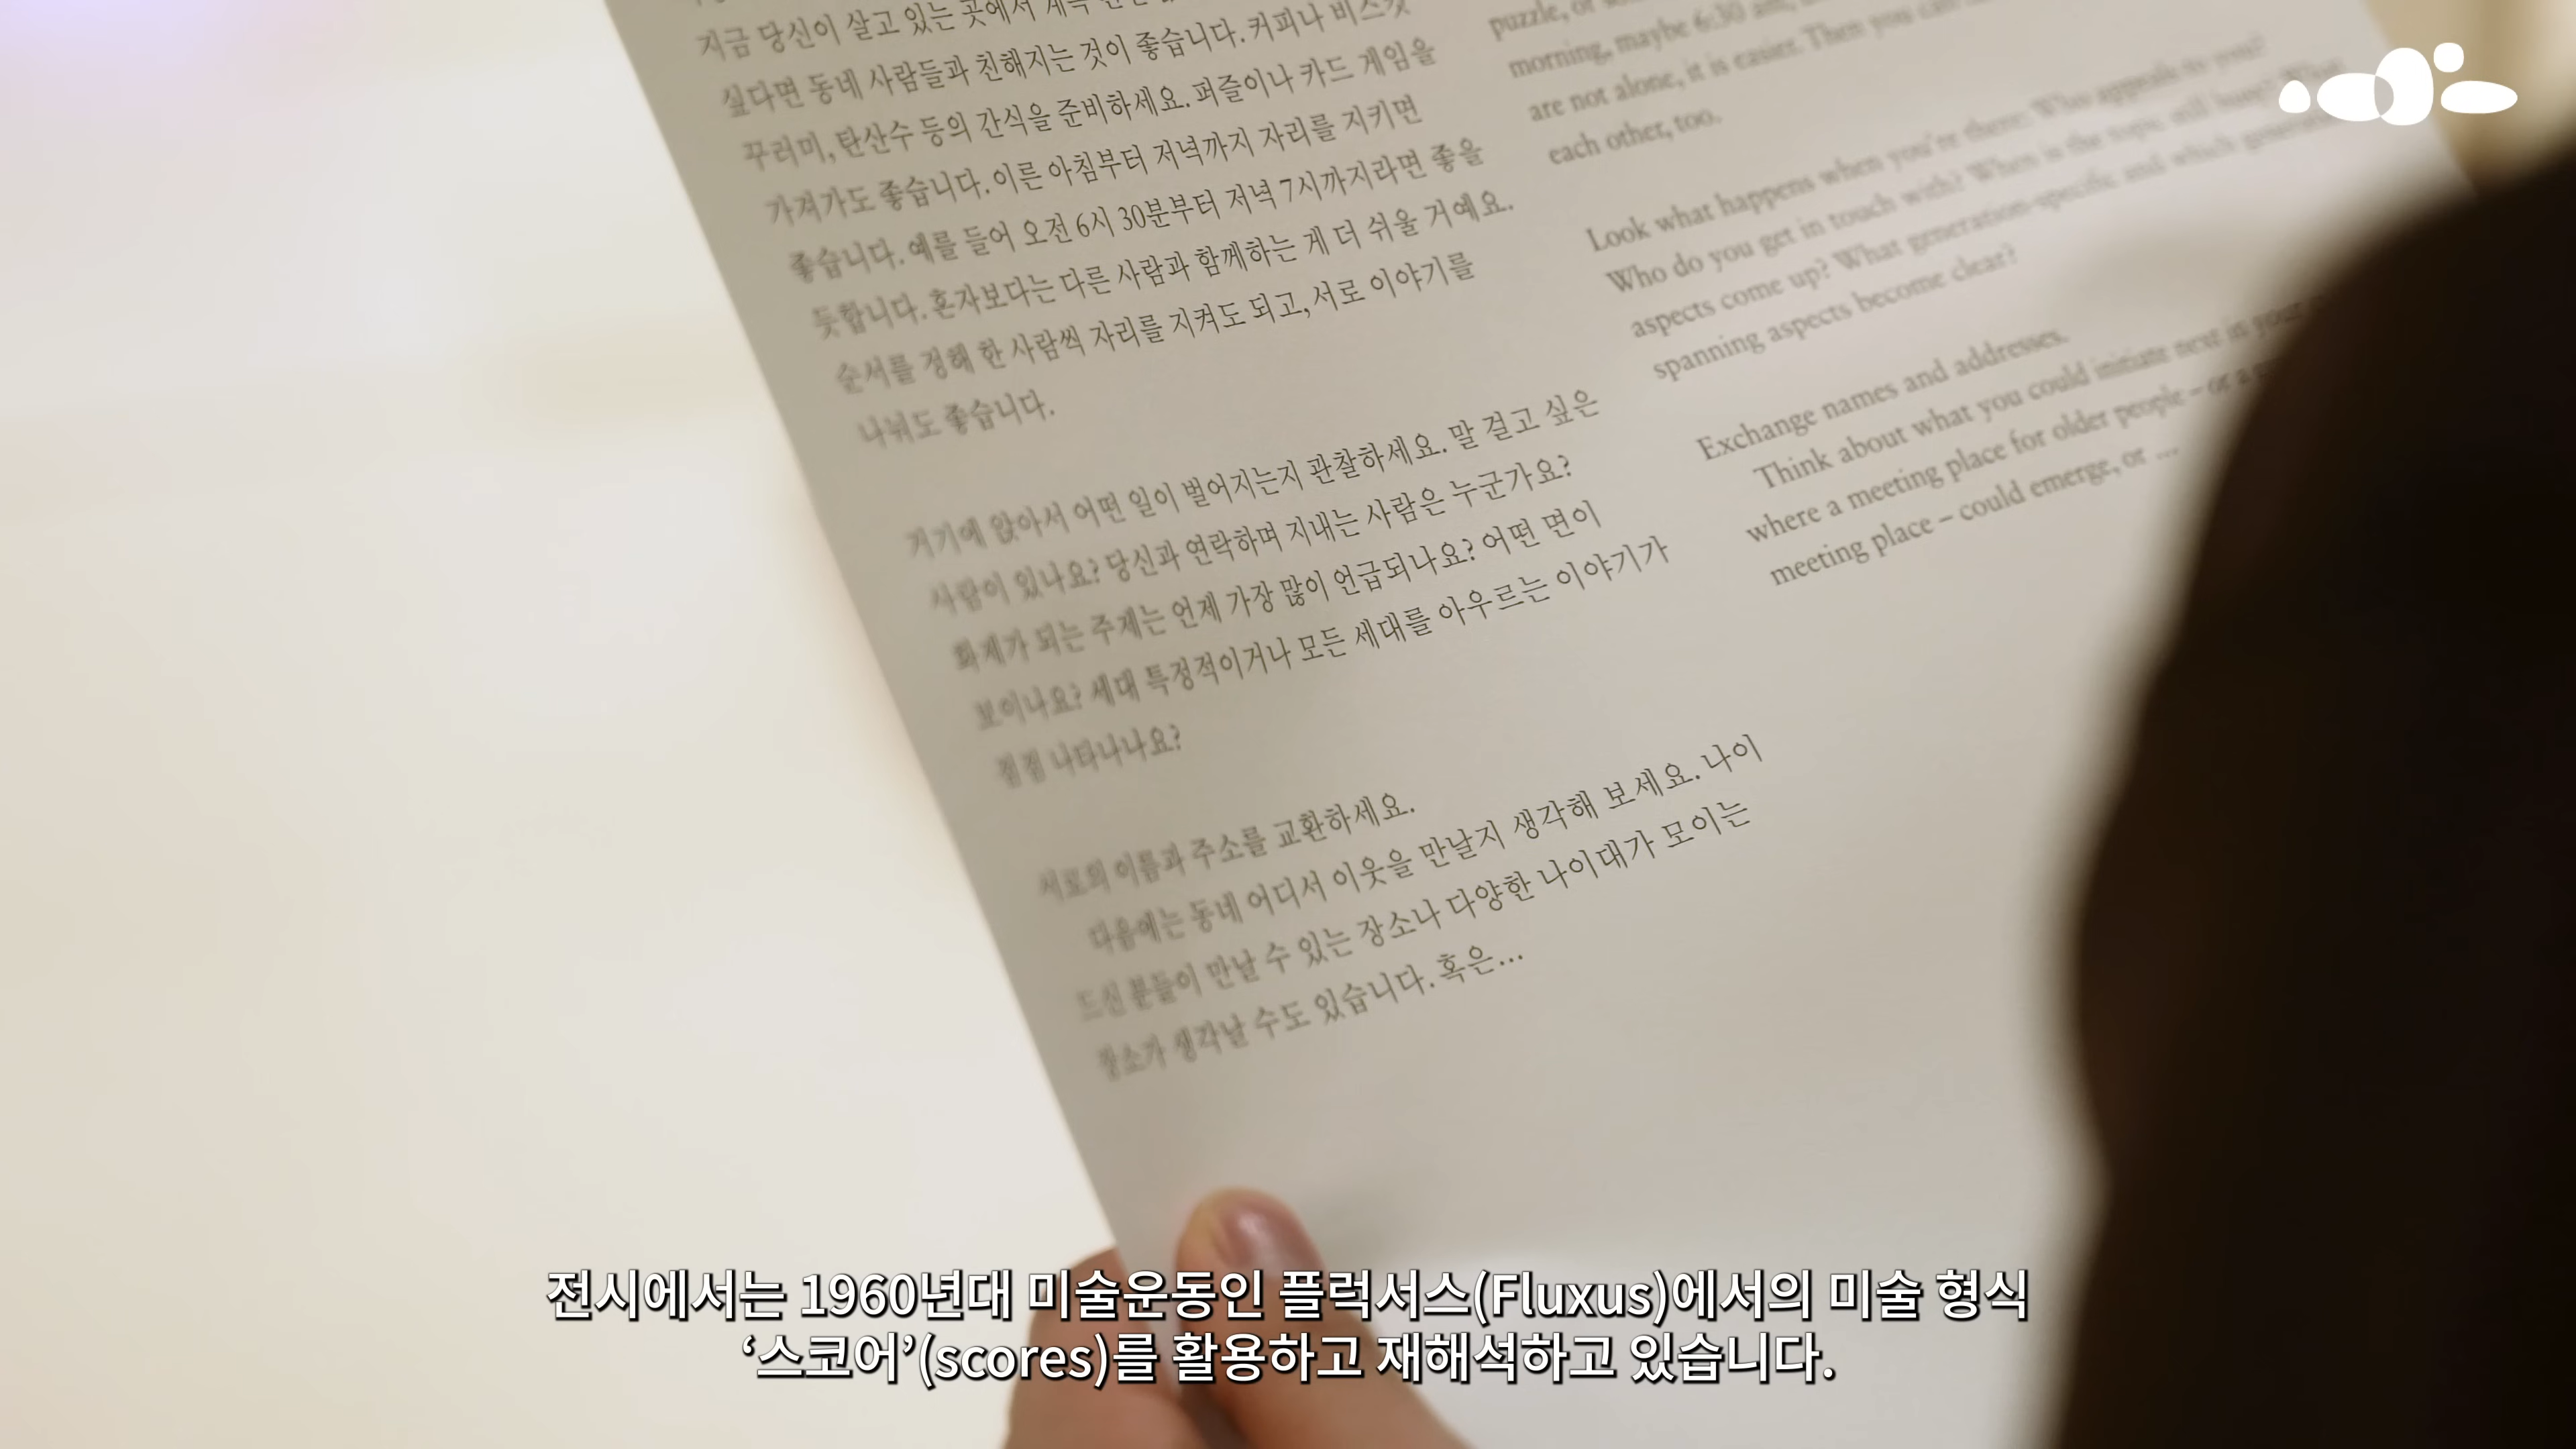 지금 당신이 살고 있는 곳에서 계속
싶다면 동네 사람들과 친해지는 것이 좋습니다. 커피나 비스킷
꾸러미, 탄산수 등의 간식을 준비하세요. 퍼즐이나 카드 게임을
가져가도 좋습니다. 이른 아침부터 저녁까지 자리를 지키면
좋습니다. 예를 들어 오전 6시 30분부터 저녁 7시까지라면 좋을
듯합니다. 혼자보다는 다른 사람과 함께하는 게 더 쉬울 거예요.
순서를 정해 한 사람씩 자리를 지켜도 되고, 서로 이야기를
나눠도 좋습니다.
거기에 앉아서 어떤 일이 벌어지는지 관찰하세요. 말 걸고 싶은
사람이 있나요? 당신과 연락하며 지내는 사람은 누군가요?
화제가 되는 주제는 언제 가장 많이 언급되나요? 어떤 면이
보이나요? 세대 특정적이거나 모든 세대를 아우르는 이야기가
점점 나타나나요?
서로의 이름과 주소를 교환하세요.
다음에는 동네 어디서 이웃을 만날지 생각해 보세요. 나이
드신 분들이 만날 수 있는 장소나 다양한 나이대가 모이는
장소가 생각날 수도 있습니다. 혹은...
puzzle, or
morning, maybe 6:30 am,
are not alone, it is easier. Then you can
each other, too.
Look what happens when you're there: Who appeals to you?
Who do you get in touch with? When is the topic still huge? What
aspects come up? What generation-specific and which generation-
spanning aspects become clear?
Exchange names and addresses.
Think about what you could initiate next in your
where a meeting place for older people – or a
meeting place – could emerge, or ...
전시에서는 1960년대 미술운동인 플럭서스(Fluxus)에서의 미술 형식
‘스코어’(scores)를 활용하고 재해석하고 있습니다.